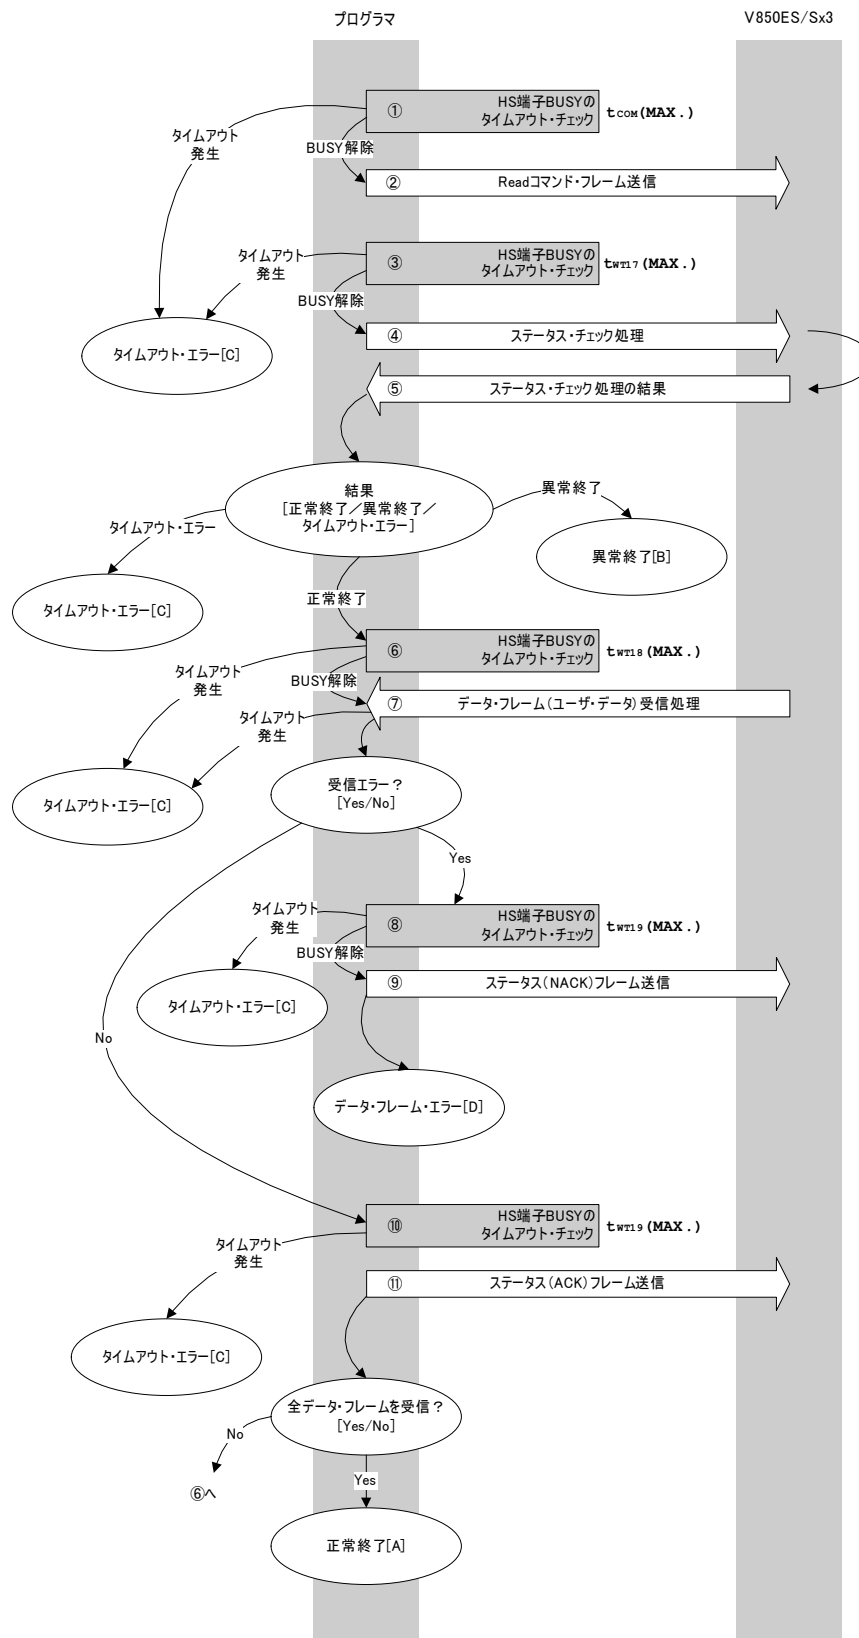 プログラマ
V850ES/Sx3
①
HS端子BUSYの
タイムアウト・チェック
tCOM(MAX.)
タイムアウト
発生
BUSY解除
②
Readコマンド・フレーム送信
③
HS端子BUSYの
タイムアウト・チェック
tWT17(MAX.)
タイムアウト
発生
BUSY解除
④
ステータス・チェック処理
タイムアウト・エラー[C]
⑤
ステータス・チェック処理の結果
結果
[正常終了／異常終了／
タイムアウト・エラー]
異常終了
タイムアウト・エラー
異常終了[B]
タイムアウト・エラー[C]
正常終了
⑥
HS端子BUSYの
タイムアウト・チェック
tWT18(MAX.)
タイムアウト
発生
BUSY解除
⑦
データ・フレーム（ユーザ・データ）受信処理
タイムアウト
発生
タイムアウト・エラー[C]
受信エラー？
[Yes/No]
Yes
⑧
HS端子BUSYの
タイムアウト・チェック
tWT19(MAX.)
タイムアウト
発生
BUSY解除
⑨
ステータス（NACK）フレーム送信
タイムアウト・エラー[C]
No
データ・フレーム・エラー[D]
⑩
HS端子BUSYの
タイムアウト・チェック
tWT19(MAX.)
タイムアウト
発生
⑪
ステータス（ACK）フレーム送信
タイムアウト・エラー[C]
全データ・フレームを受信？
[Yes/No]
No
⑥へ
Yes
正常終了[A]